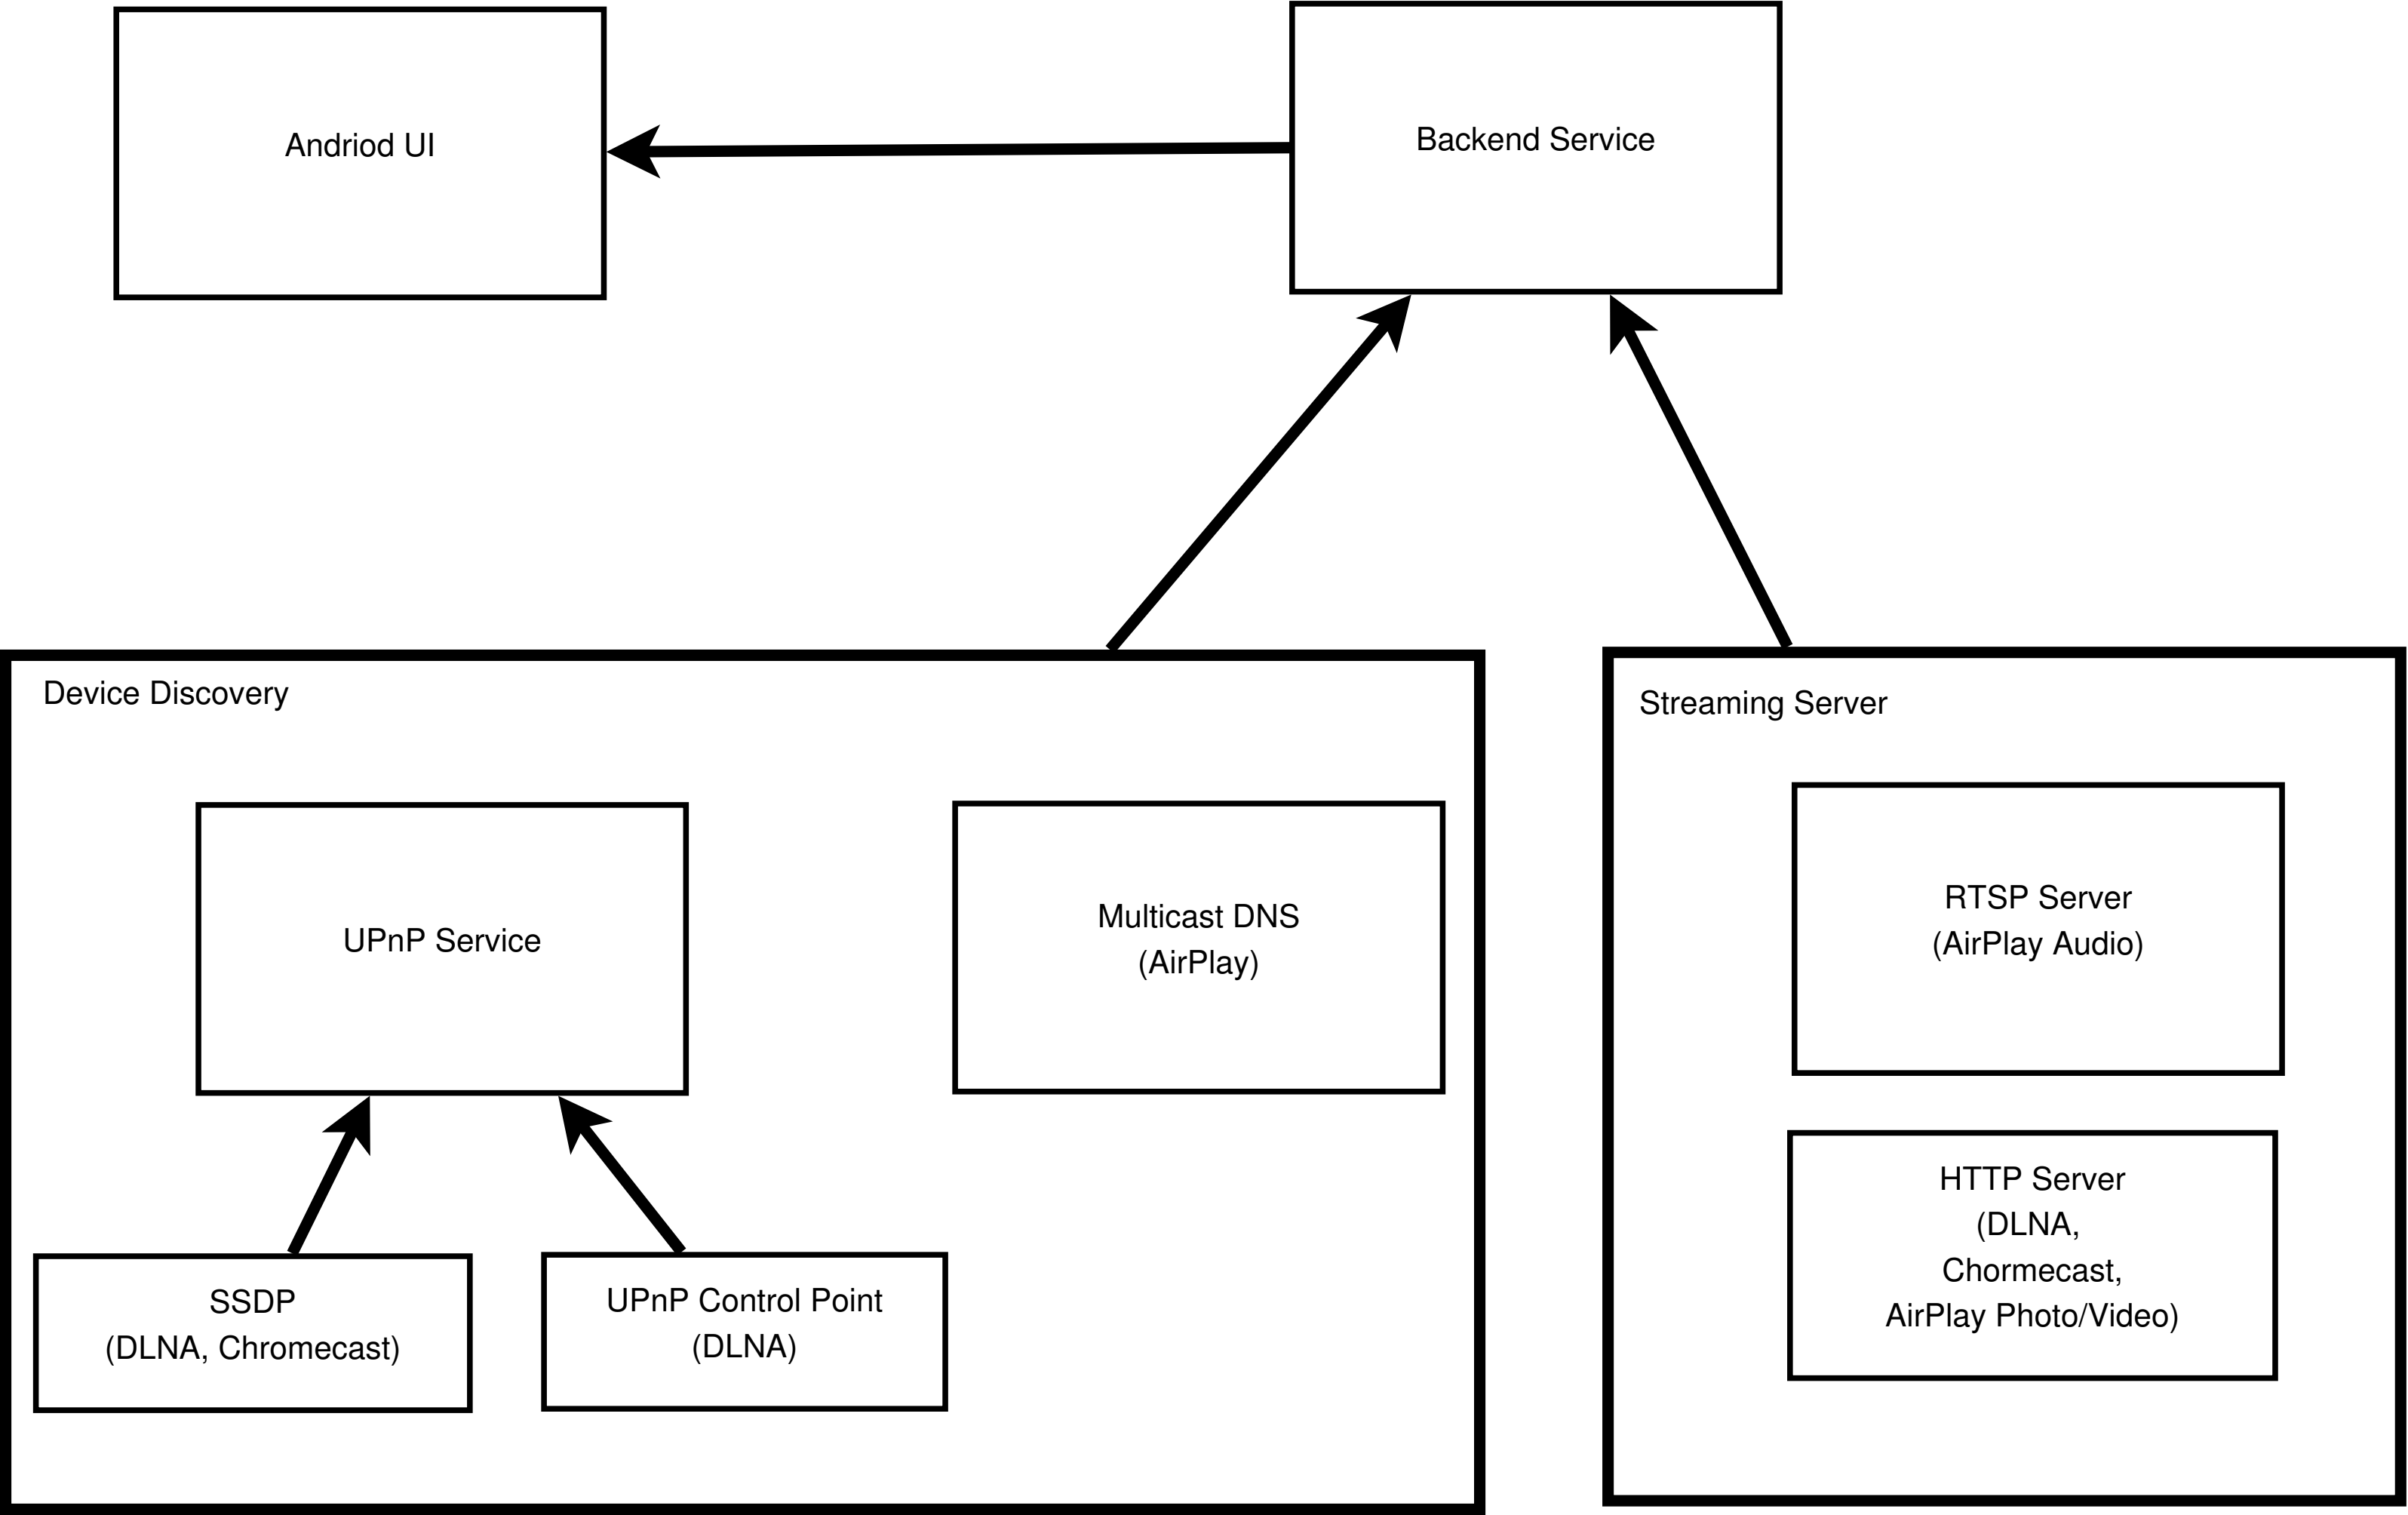 Andriod UI
Backend Service
Device Discovery
UPnP Service
Multicast DNS
(AirPlay)
SSDP
(DLNA, Chromecast)
UPnP Control Point
(DLNA)
Streaming Server
RTSP Server
(AirPlay Audio)
HTTP Server
(DLNA,
Chormecast,
AirPlay Photo/Video)